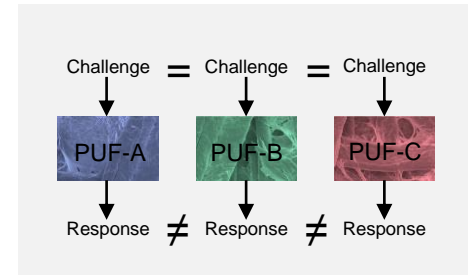 Challenge = Challenge = Challenge
PUF-A PUF-B PUF-C
Response ≠ Response ≠ Response